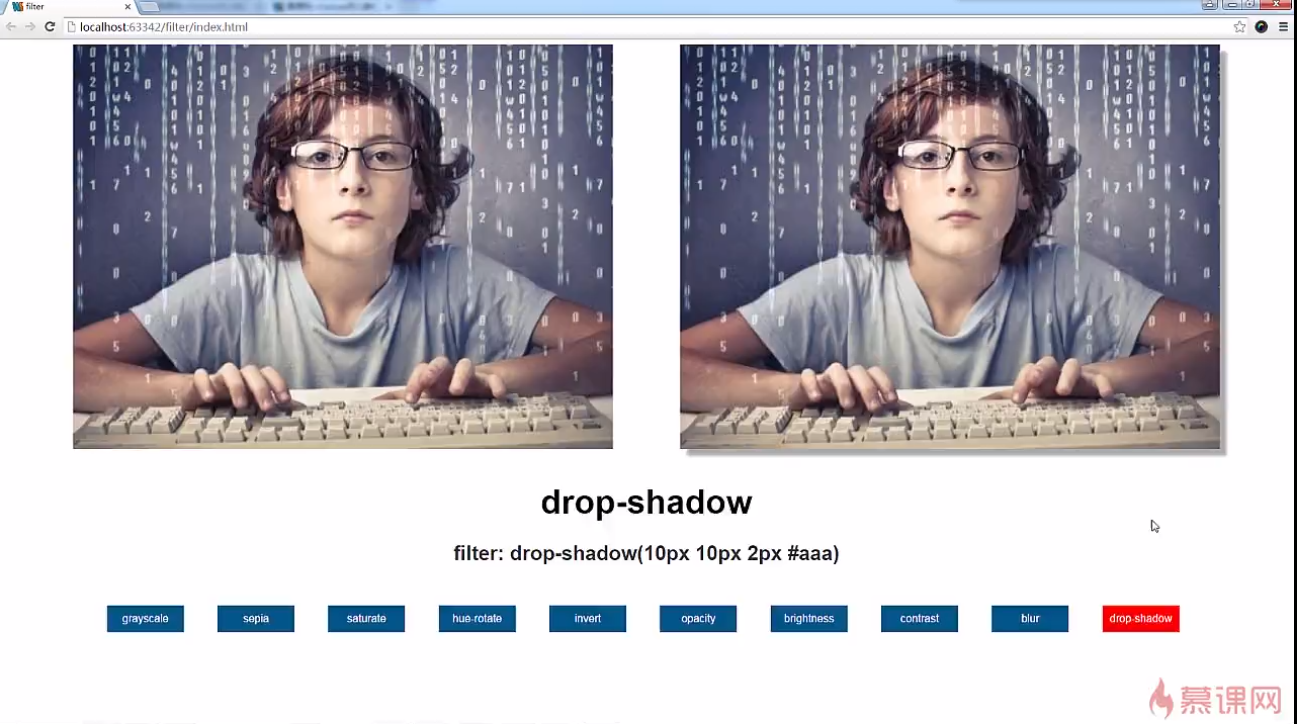 filter
localhost:63342/filter/index.html
drop-shadow
filter: drop-shadow(10px 10px 2px #aaa)
grayscale sepia saturate hue-rotate invert opacity brightness contrast blur drop-shadow
慕课网